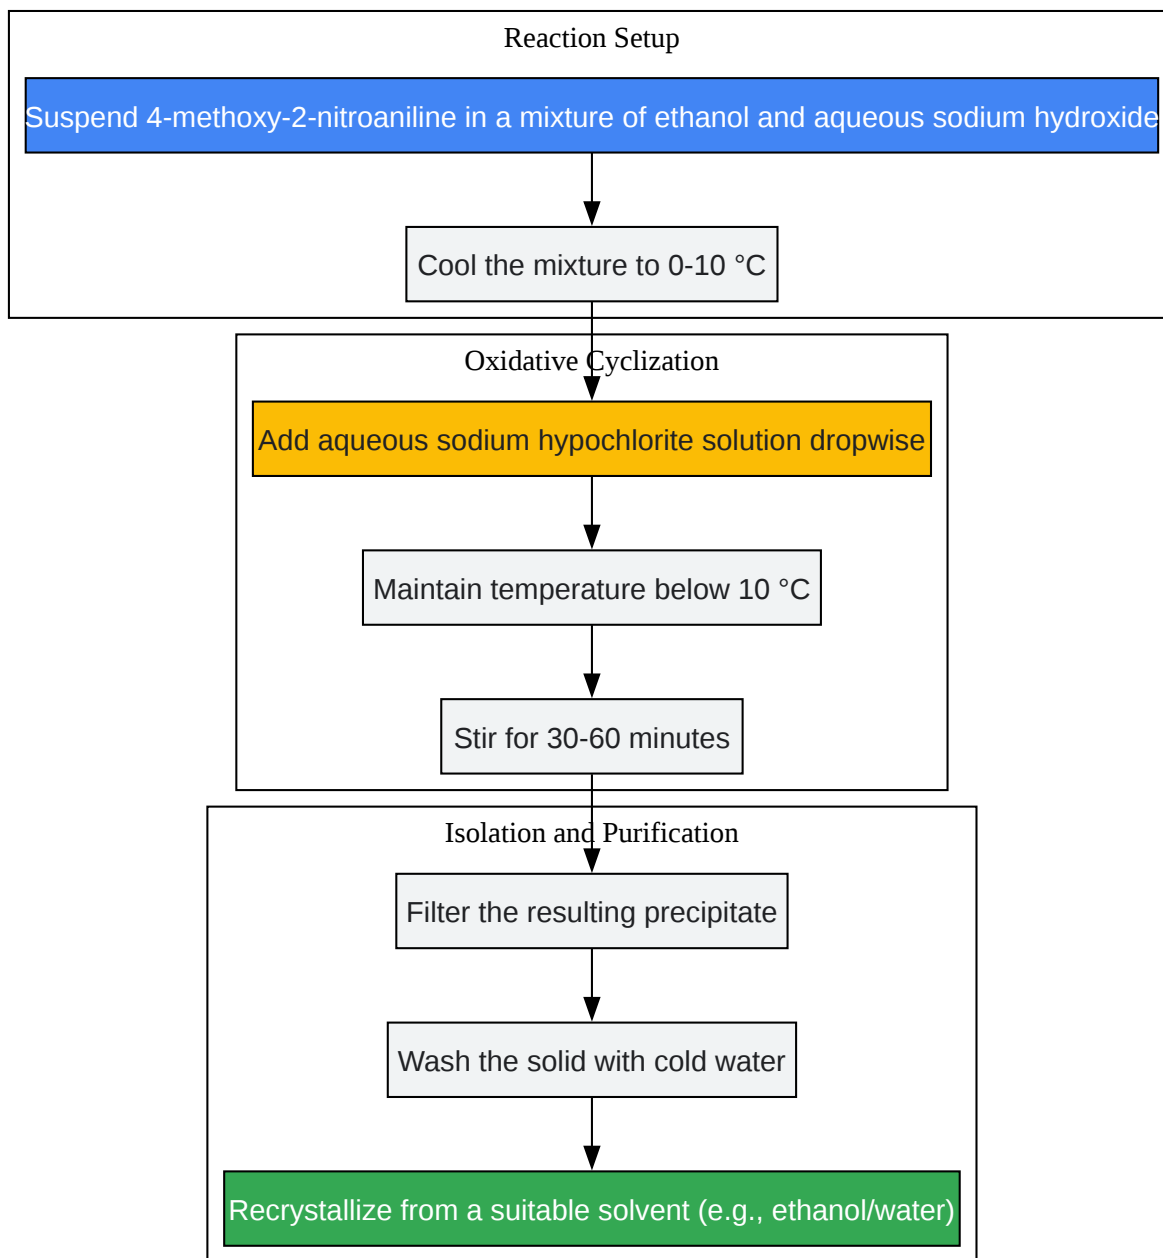 Reaction Setup
Suspend 4-methoxy-2-nitroaniline in a mixture of ethanol and aqueous sodium hydroxide
Cool the mixture to 0-10 °C
Oxidative Cyclization
Add aqueous sodium hypochlorite solution dropwise
Maintain temperature below 10 °C
Stir for 30-60 minutes
Isolation and Purification
Filter the resulting precipitate
Wash the solid with cold water
Recrystallize from a suitable solvent (e.g., ethanol/water)